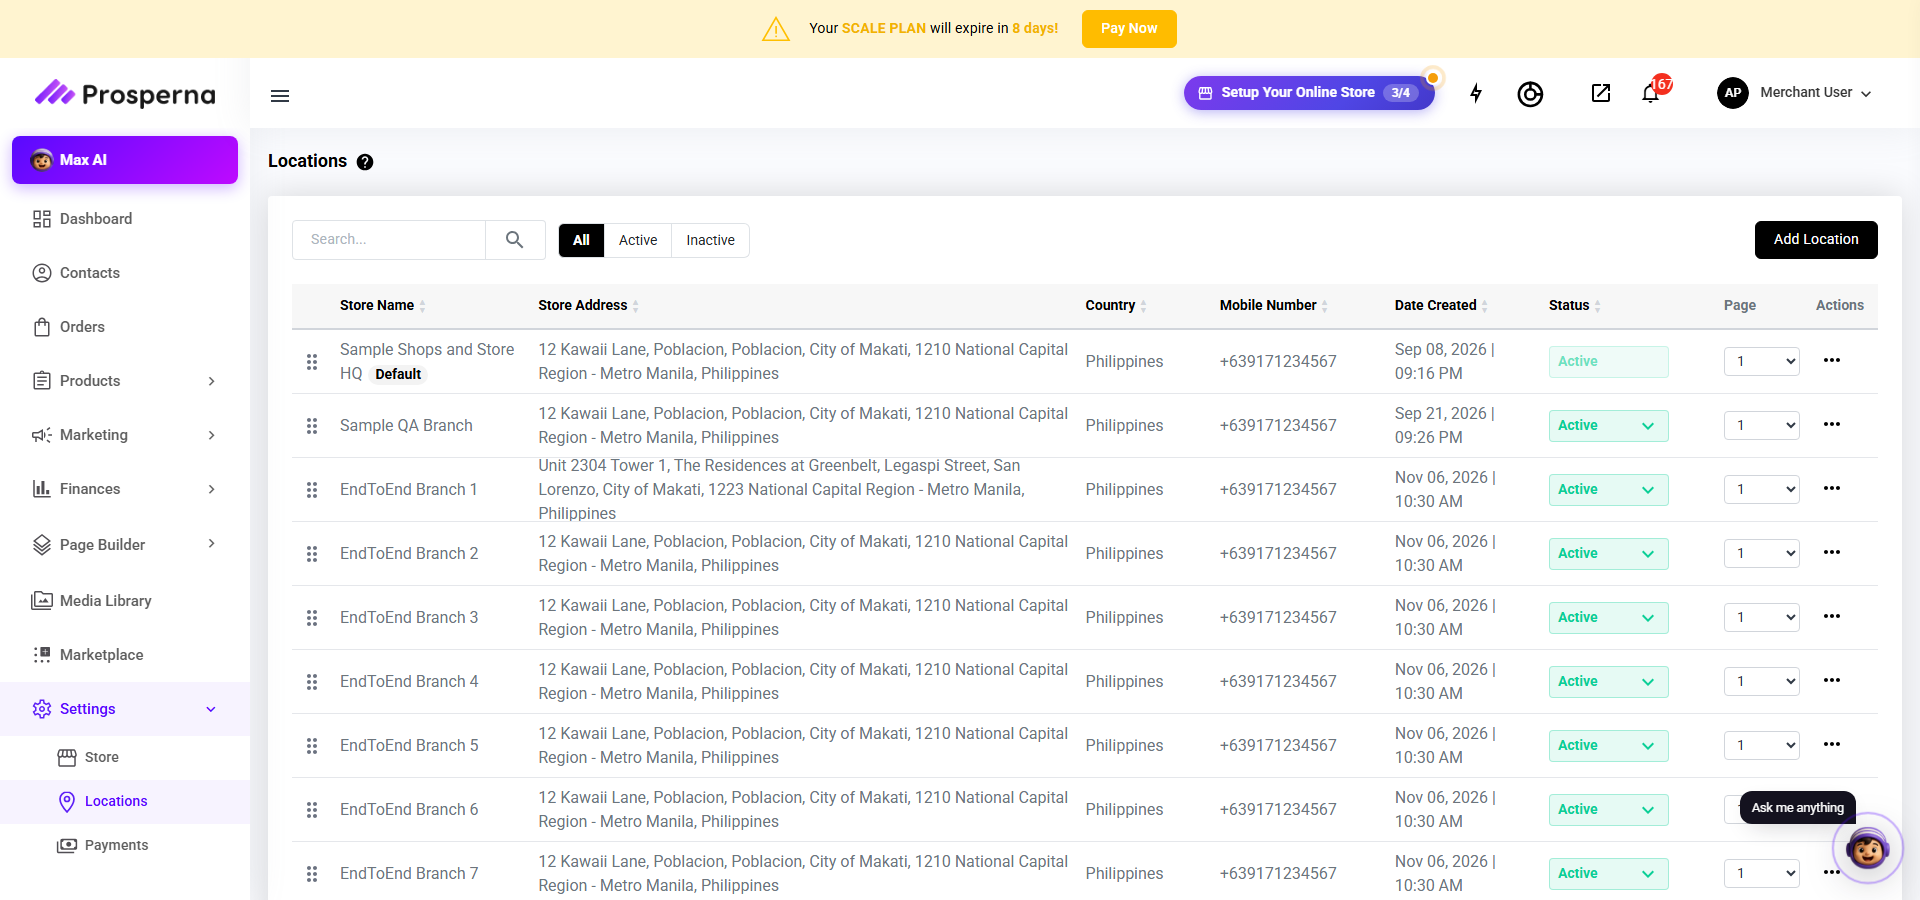 Your SCALE PLAN will expire in 8 days!
Pay Now
Prosperna
Setup Your Online Store 3/4
167
AP
Merchant User
Max AI
Dashboard
Contacts
Orders
Products
Marketing
Finances
Page Builder
Media Library
Marketplace
Settings
Store
Locations
Payments
Locations ?
Search...
All
Active
Inactive
Add Location
Store Name
Store Address
Country
Mobile Number
Date Created
Status
Page
Actions
Sample Shops and Store
HQ Default
12 Kawaii Lane, Poblacion, Poblacion, City of Makati, 1210 National Capital
Region - Metro Manila, Philippines
Philippines
+639171234567
Sep 08, 2026 |
09:16 PM
Active
1
Sample QA Branch
12 Kawaii Lane, Poblacion, Poblacion, City of Makati, 1210 National Capital
Region - Metro Manila, Philippines
Philippines
+639171234567
Sep 21, 2026 |
09:26 PM
Active
1
EndToEnd Branch 1
Unit 2304 Tower 1, The Residences at Greenbelt, Legaspi Street, San
Lorenzo, City of Makati, 1223 National Capital Region - Metro Manila,
Philippines
Philippines
+639171234567
Nov 06, 2026 |
10:30 AM
Active
1
EndToEnd Branch 2
12 Kawaii Lane, Poblacion, Poblacion, City of Makati, 1210 National Capital
Region - Metro Manila, Philippines
Philippines
+639171234567
Nov 06, 2026 |
10:30 AM
Active
1
EndToEnd Branch 3
12 Kawaii Lane, Poblacion, Poblacion, City of Makati, 1210 National Capital
Region - Metro Manila, Philippines
Philippines
+639171234567
Nov 06, 2026 |
10:30 AM
Active
1
EndToEnd Branch 4
12 Kawaii Lane, Poblacion, Poblacion, City of Makati, 1210 National Capital
Region - Metro Manila, Philippines
Philippines
+639171234567
Nov 06, 2026 |
10:30 AM
Active
1
EndToEnd Branch 5
12 Kawaii Lane, Poblacion, Poblacion, City of Makati, 1210 National Capital
Region - Metro Manila, Philippines
Philippines
+639171234567
Nov 06, 2026 |
10:30 AM
Active
1
EndToEnd Branch 6
12 Kawaii Lane, Poblacion, Poblacion, City of Makati, 1210 National Capital
Region - Metro Manila, Philippines
Philippines
+639171234567
Nov 06, 2026 |
10:30 AM
Active
Ask me anything
EndToEnd Branch 7
12 Kawaii Lane, Poblacion, Poblacion, City of Makati, 1210 National Capital
Region - Metro Manila, Philippines
Philippines
+639171234567
Nov 06, 2026 |
10:30 AM
Active
1